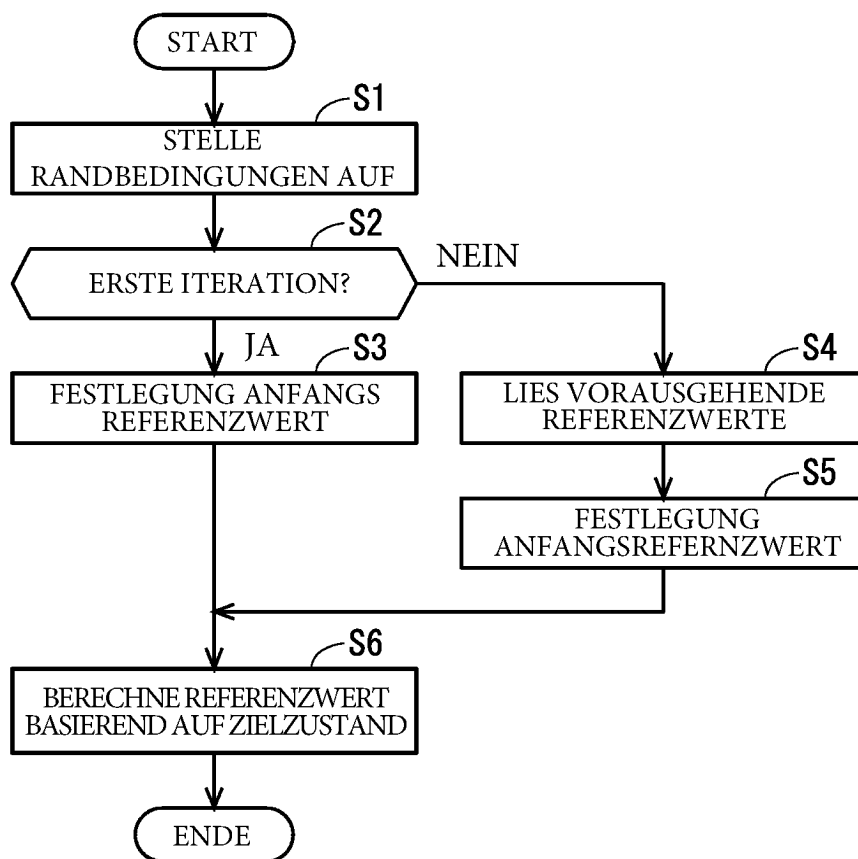 START
S1
STELLE
RANDBEDINGUNGEN AUF
S2
ERSTE ITERATION?
NEIN
JA
S3
FESTLEGUNG ANFANGS
REFERENZWERT
S4
LIES VORAUSGEHENDE
REFERENZWERTE
S5
FESTLEGUNG
ANFANGSREFERNZWERT
S6
BERECHNE REFERENZWERT
BASIEREND AUF ZIELZUSTAND
ENDE